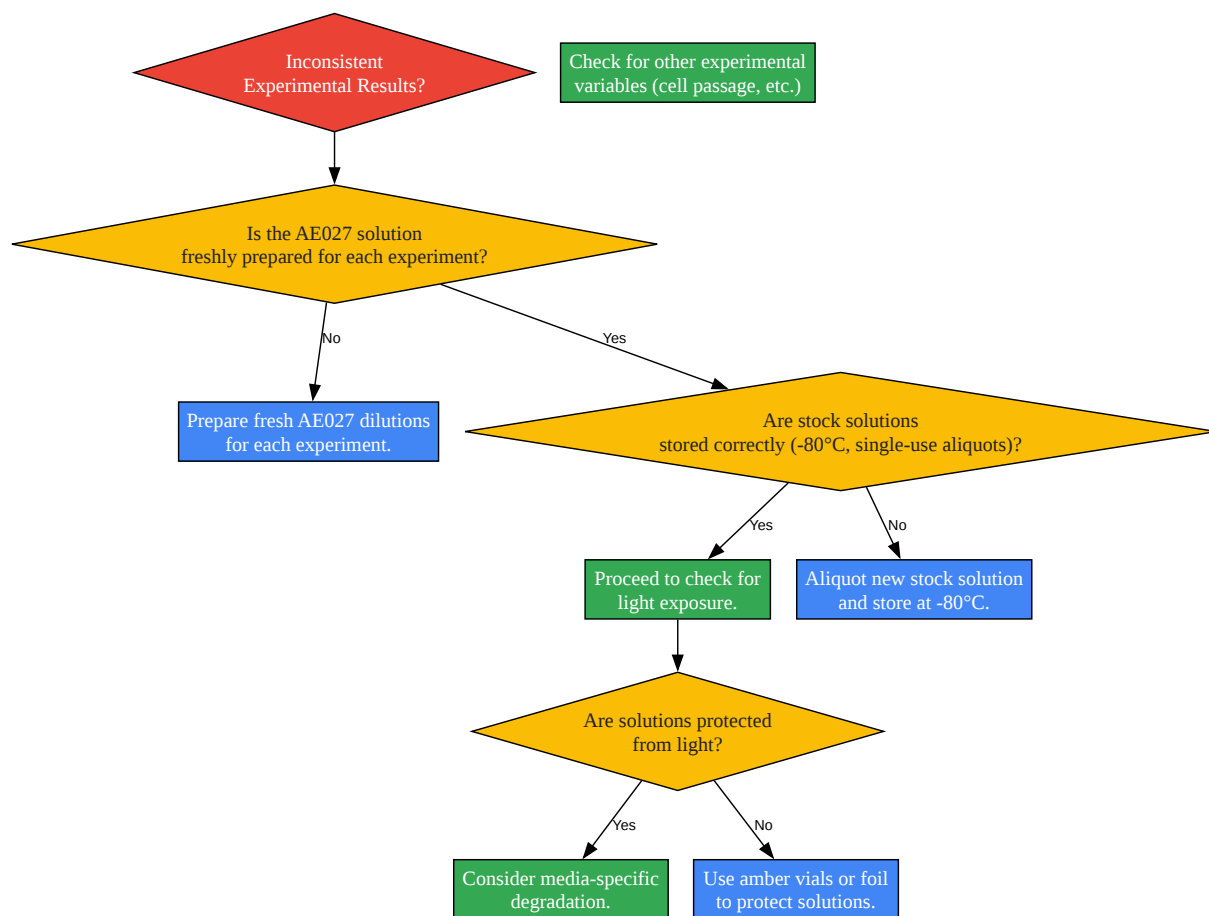 Inconsistent
Experimental Results?
Check for other experimental
variables (cell passage, etc.)
Is the AE027 solution
freshly prepared for each experiment?
No
Yes
Prepare fresh AE027 dilutions
for each experiment.
Are stock solutions
stored correctly (-80°C, single-use aliquots)?
Yes
No
Proceed to check for
light exposure.
Aliquot new stock solution
and store at -80°C.
Are solutions protected
from light?
Yes
No
Consider media-specific
degradation.
Use amber vials or foil
to protect solutions.